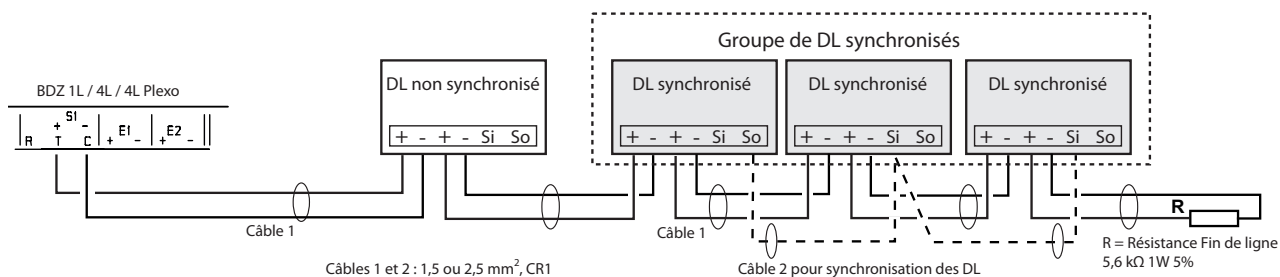 Groupe de DL synchronisés
BDZ 1L / 4L / 4L Plexo
DL non synchronisé
DL synchronisé
DL synchronisé
DL synchronisé
S1
+ -
R T C
E1
+ -
E2
+ -
+ - + - Si So
+ - + - Si So
+ - + - Si So
+ - + - Si So
R
Câble 1
Câble 1
R = Résistance Fin de ligne
5,6 kΩ 1W 5%
Câbles 1 et 2 : 1,5 ou 2,5 mm², CR1
Câble 2 pour synchronisation des DL